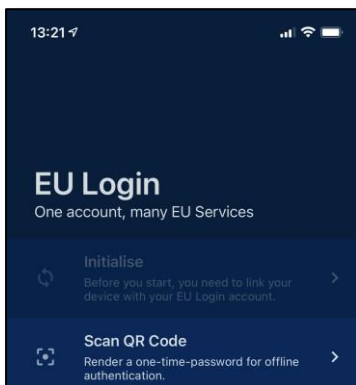 13:21
EU Login
One account, many EU Services
Initialise
Before you start, you need to link your
device with your EU Login account.
Scan QR Code
Render a one-time-password for offline
authentication.